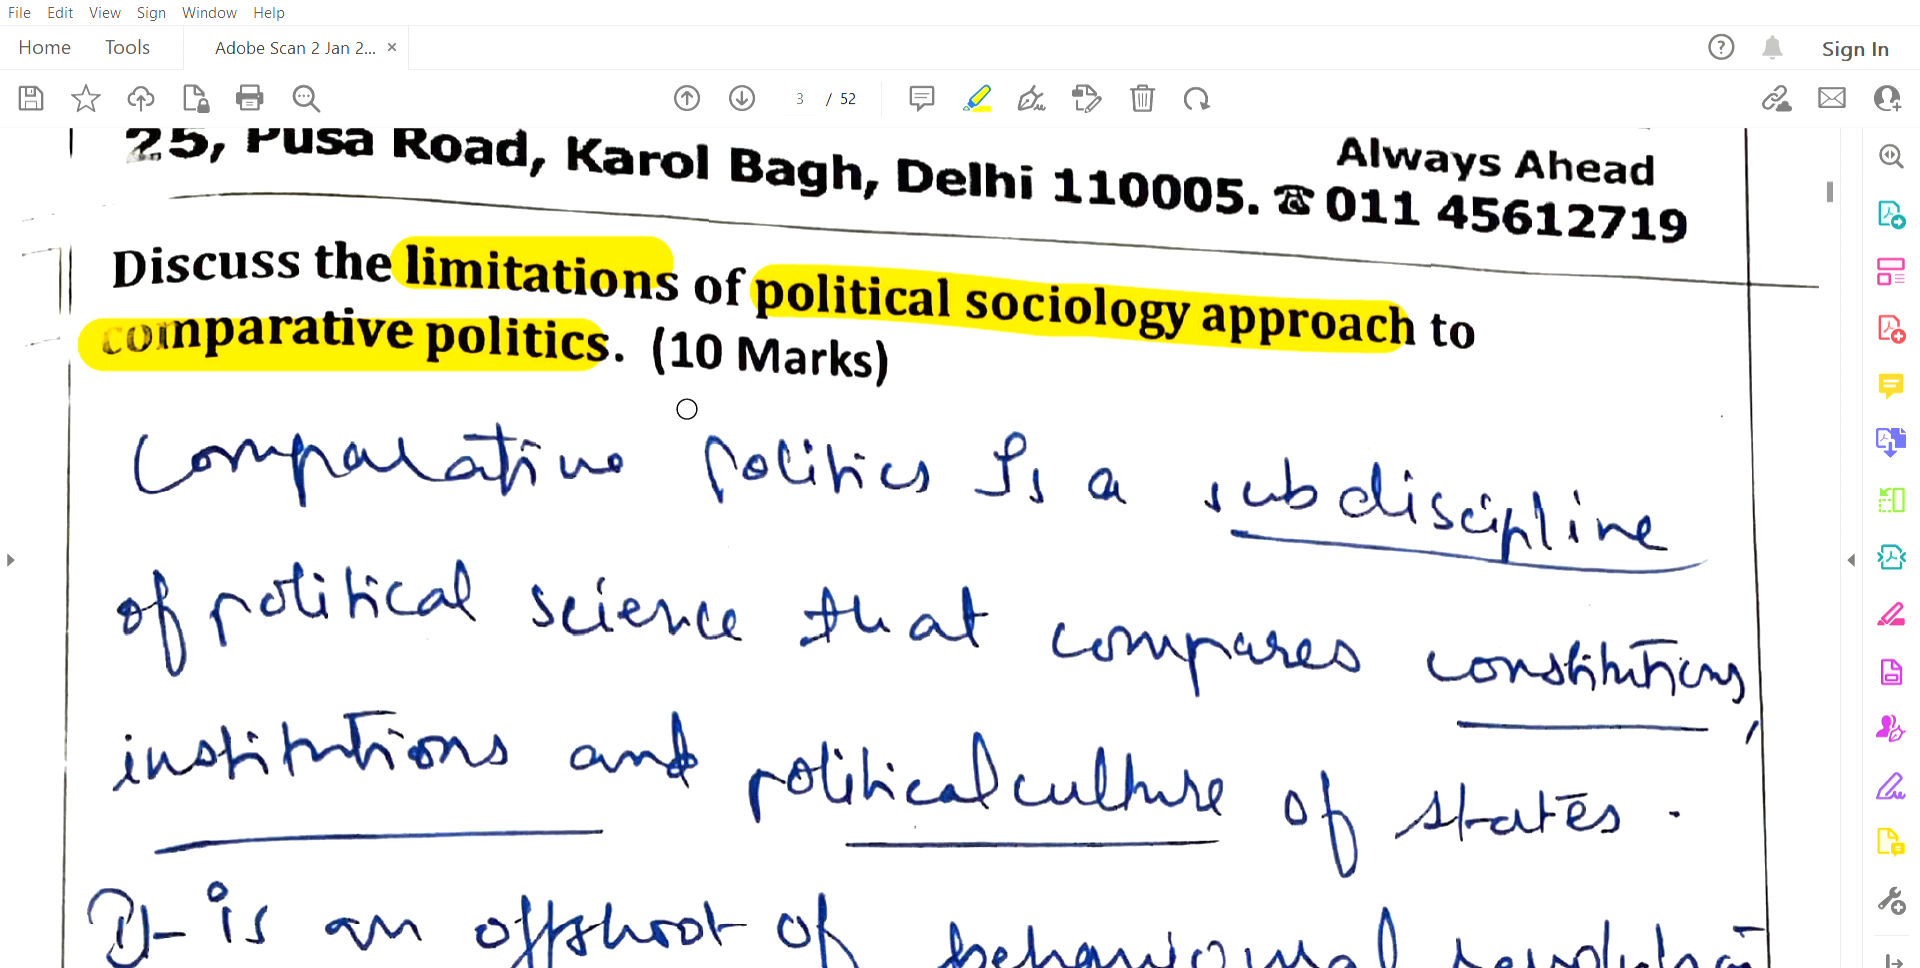 File Edit View Sign Window Help
Home Tools Adobe Scan 2 Jan 2... × Sign In
3 / 52
25, Pusa Road, Karol Bagh, Delhi 110005. ☎ 011 45612719
Always Ahead
Discuss the limitations of political sociology approach to
comparative politics. (10 Marks)
Comparative politics Is a subdiscipline
of political science that compares constitutions,
institutions and political culture of states.
It is an offshoot of behavioural revolution